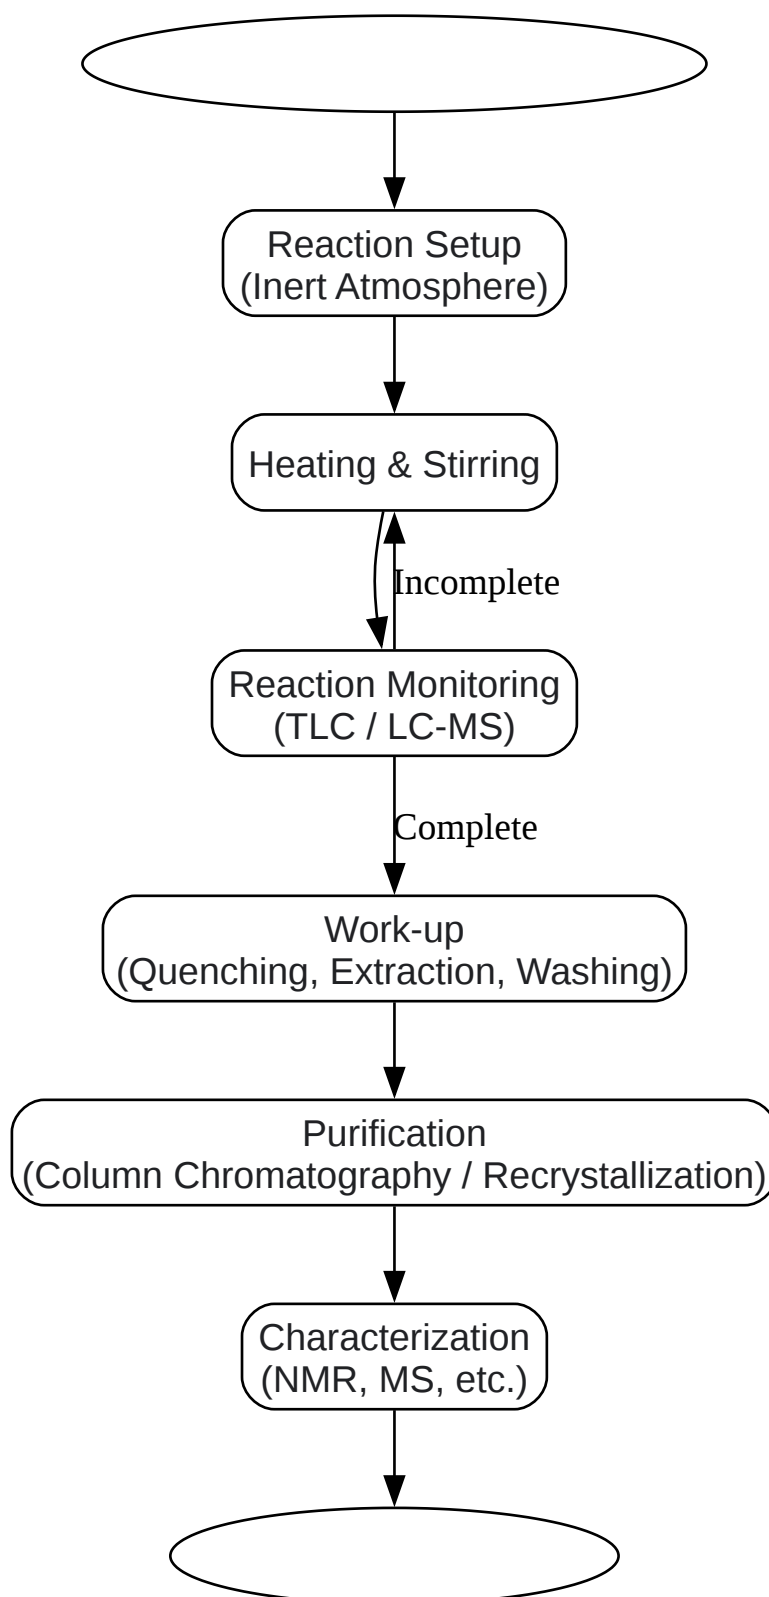 Reaction Setup
(Inert Atmosphere)
Heating & Stirring
Incomplete
Reaction Monitoring
(TLC / LC-MS)
Complete
Work-up
(Quenching, Extraction, Washing)
Purification
(Column Chromatography / Recrystallization)
Characterization
(NMR, MS, etc.)